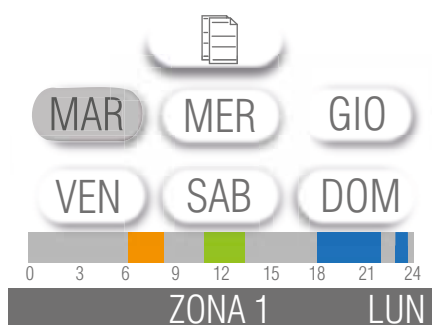 MAR MER GIO
VEN SAB DOM
0 3 6 9 12 15 18 21 24
ZONA 1 LUN